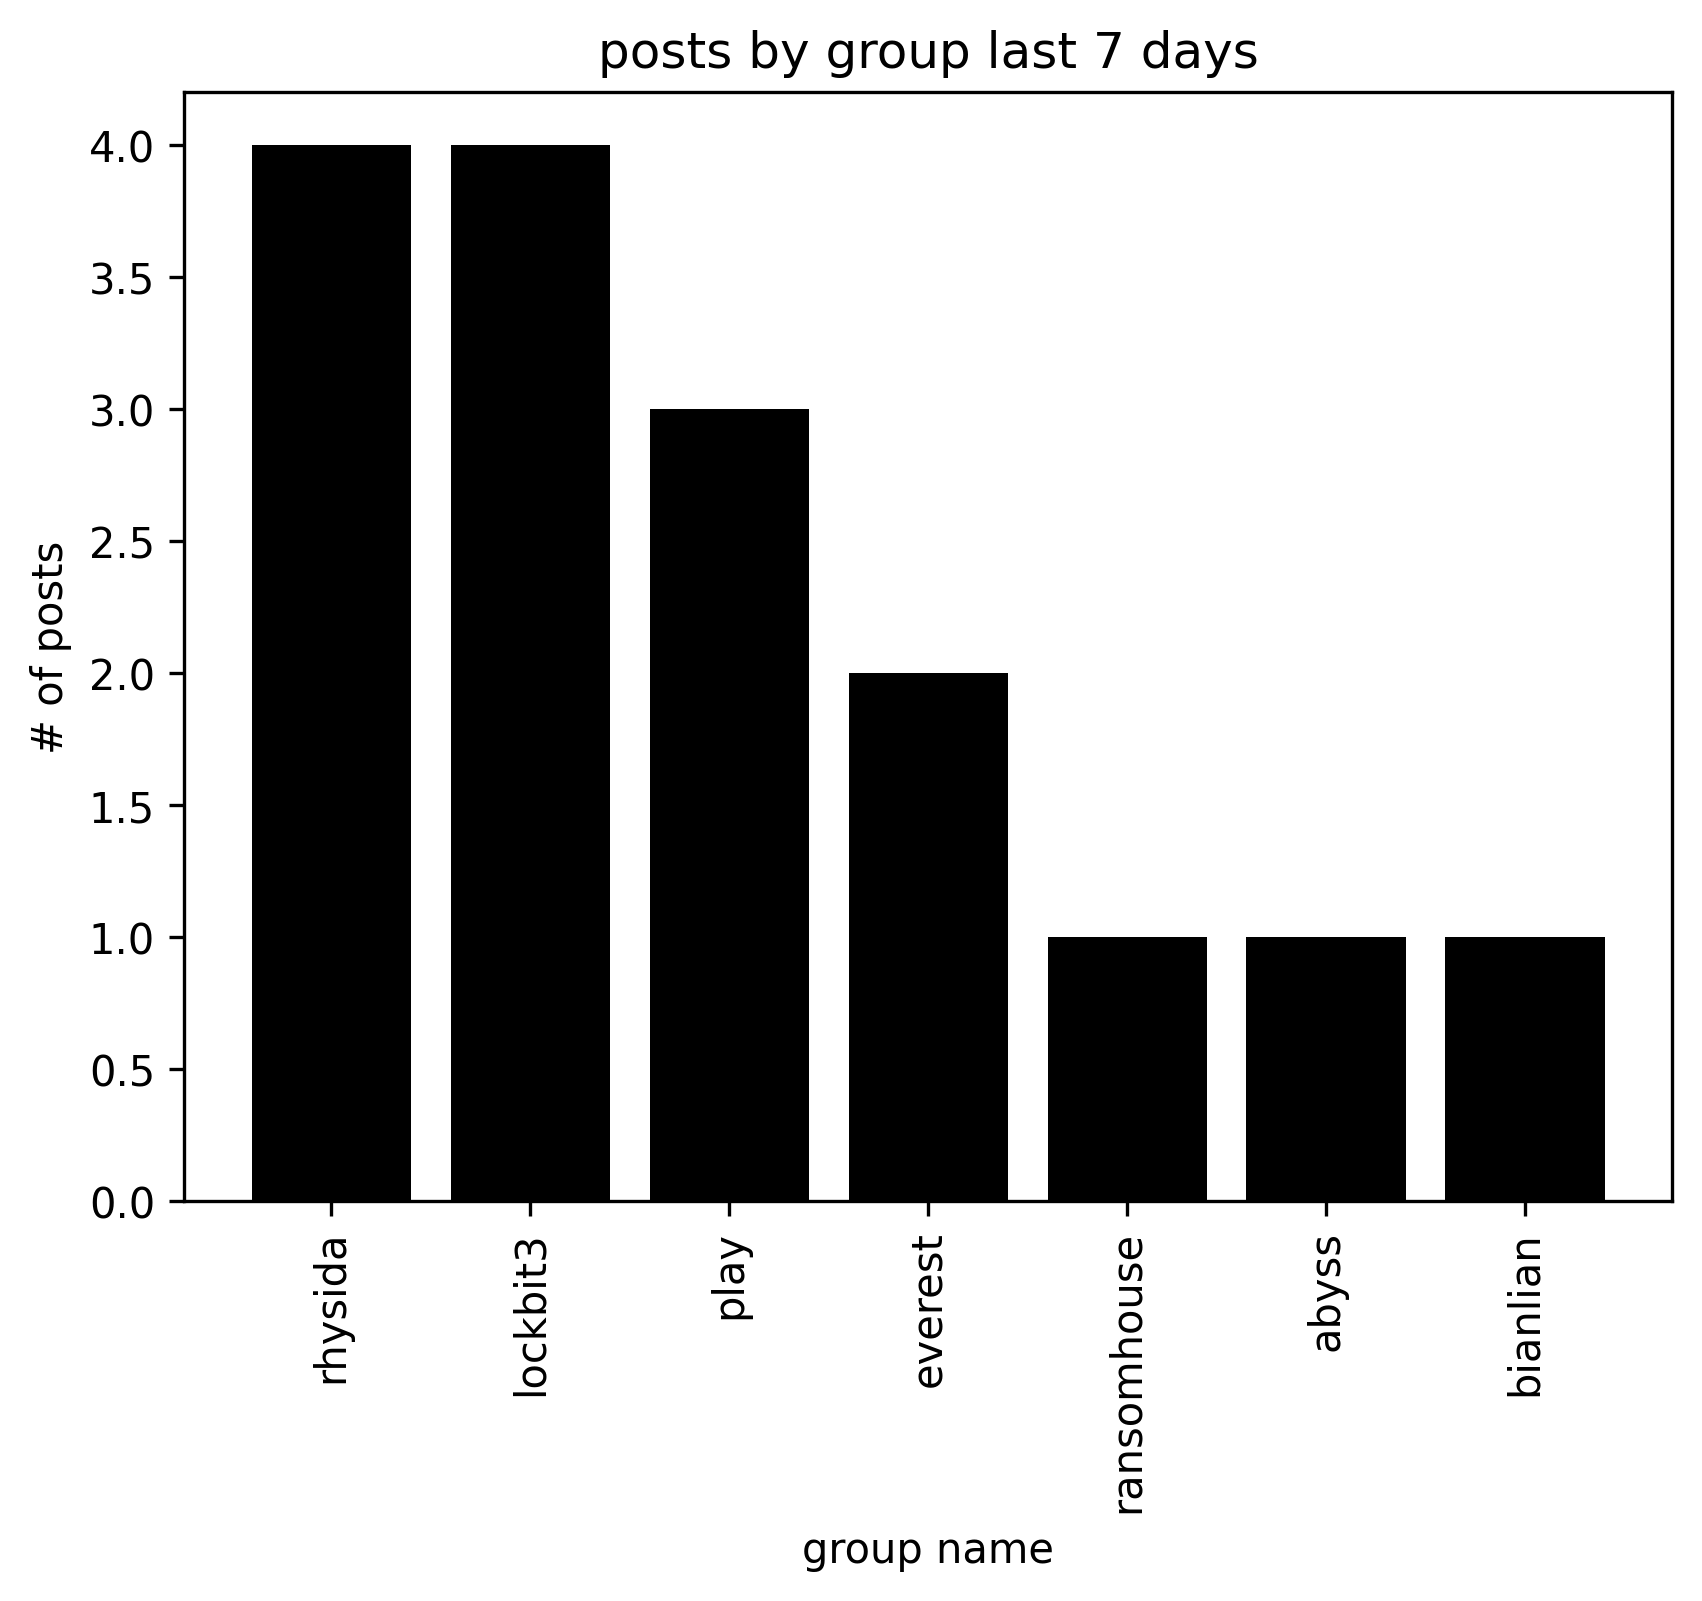 posts by group last 7 days
4.0
3.5
3.0
2.5
2.0
1.5
1.0
0.5
0.0
# of posts
rhysida
lockbit3
play
everest
ransomhouse
abyss
bianlian
group name